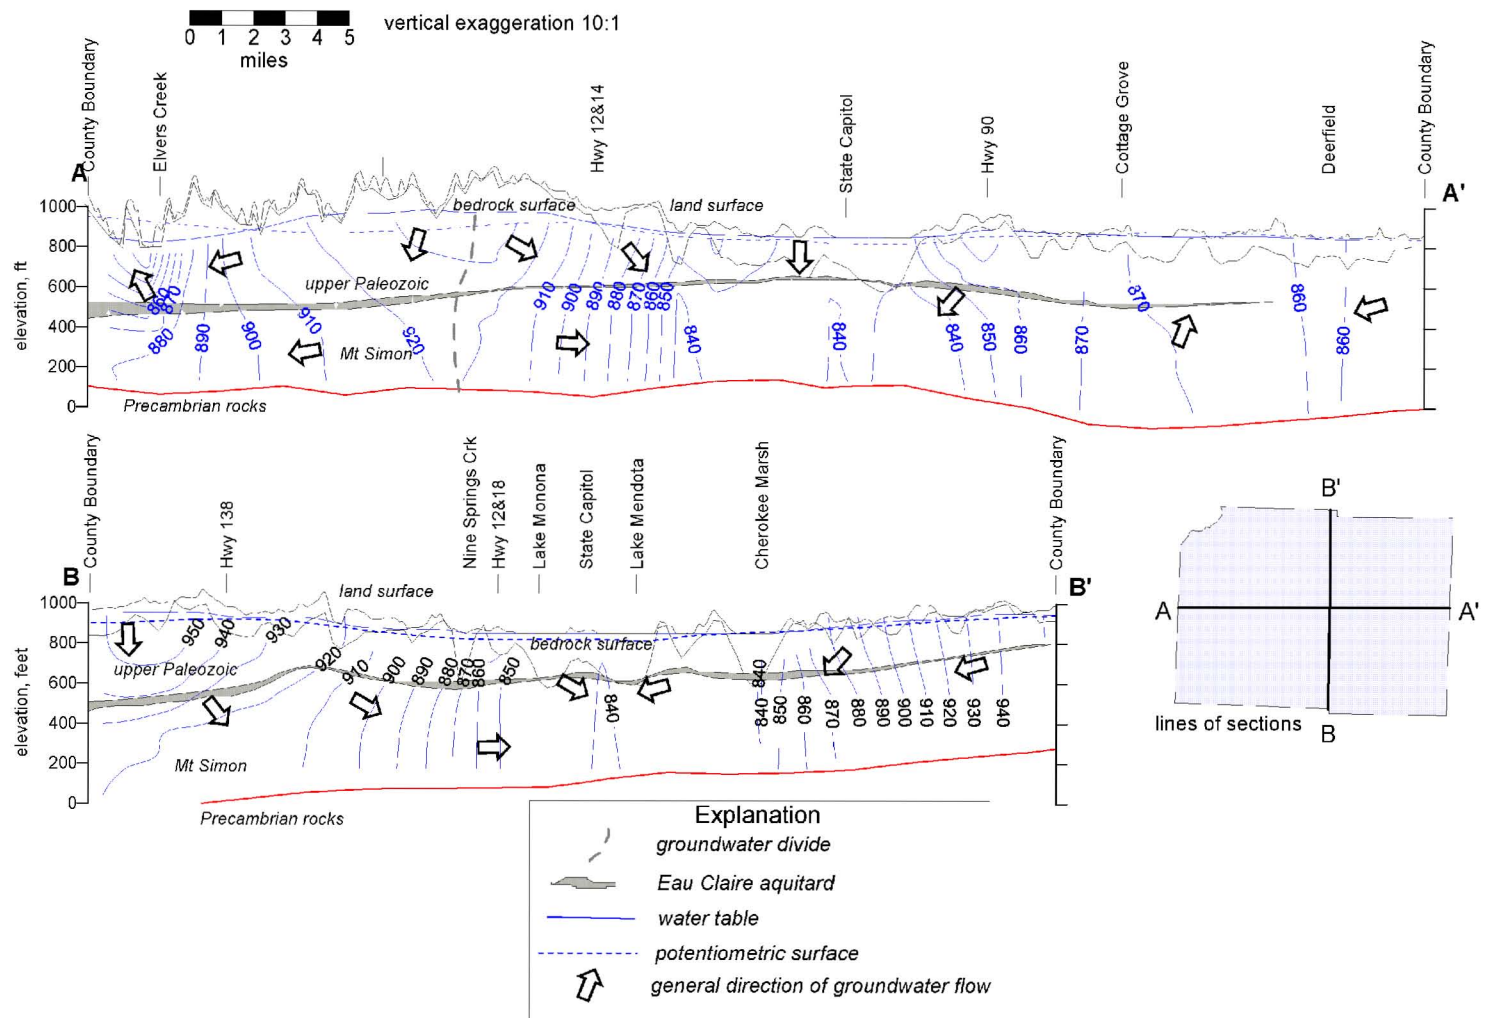 vertical exaggeration 10:1
0 1 2 3 4 5
miles
County Boundary
Elvers Creek
Hwy 12&14
State Capitol
Hwy 90
Cottage Grove
Deerfield
County Boundary
A
A'
elevation, ft
1000
800
600
400
200
0
bedrock surface
land surface
upper Paleozoic
Mt Simon
Precambrian rocks
860
870
880
890
900
910
920
910
900
890
880
870
860
850
840
840
840
850
860
870
870
860
860
County Boundary
Hwy 138
Nine Springs Crk
Hwy 12&18
Lake Monona
State Capitol
Lake Mendota
Cherokee Marsh
County Boundary
B
B'
elevation, feet
1000
800
600
400
200
0
land surface
bedrock surface
upper Paleozoic
Mt Simon
Precambrian rocks
950
940
930
920
910
900
890
880
870
860
850
840
840
840
850
860
870
880
890
900
910
920
930
940
B'
A
A'
B
lines of sections
Explanation
groundwater divide
Eau Claire aquitard
water table
potentiometric surface
general direction of groundwater flow